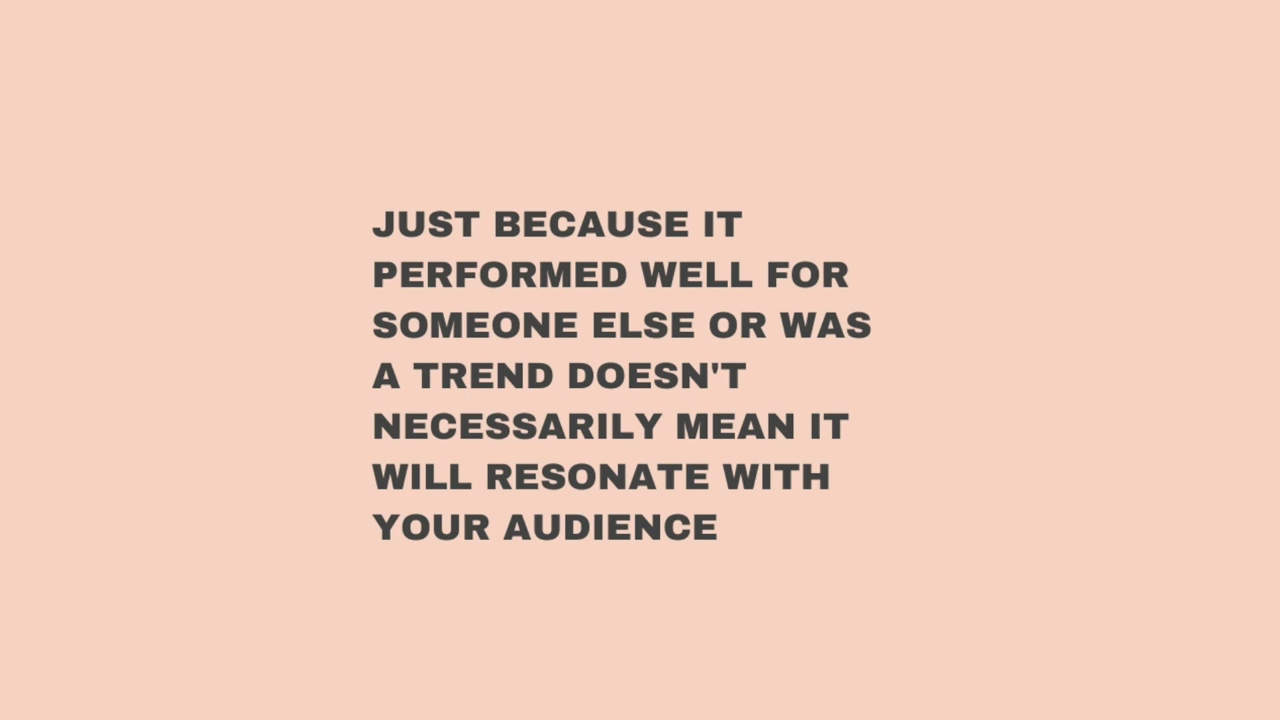 JUST BECAUSE IT
PERFORMED WELL FOR
SOMEONE ELSE OR WAS
A TREND DOESN'T
NECESSARILY MEAN IT
WILL RESONATE WITH
YOUR AUDIENCE